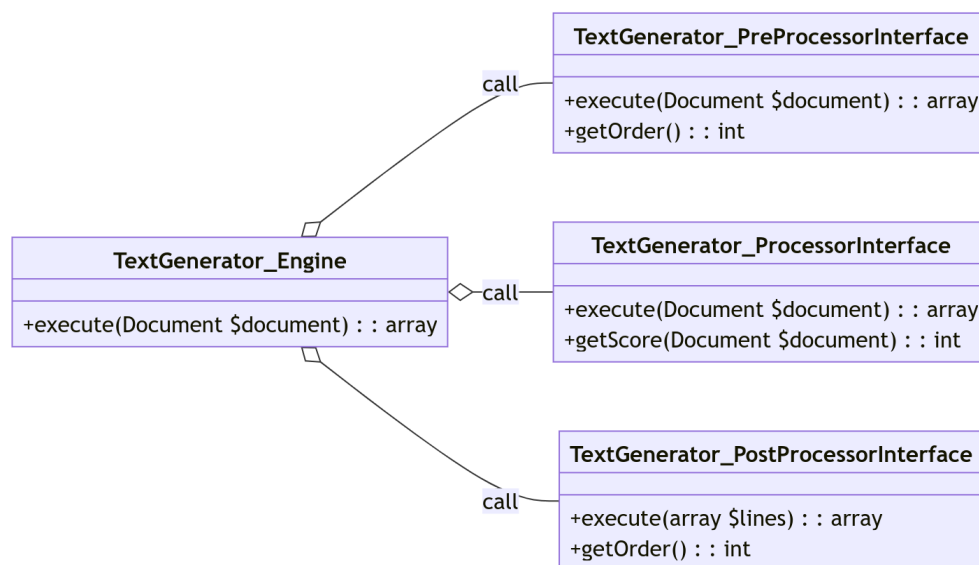 TextGenerator_PreProcessorInterface
+execute(Document $document) : : array
+getOrder() : : int
call
TextGenerator_Engine
+execute(Document $document) : : array
call
TextGenerator_ProcessorInterface
+execute(Document $document) : : array
+getScore(Document $document) : : int
call
TextGenerator_PostProcessorInterface
+execute(array $lines) : : array
+getOrder() : : int